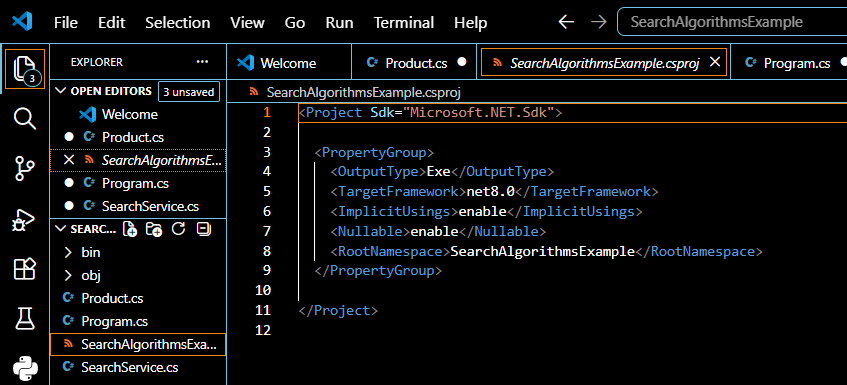 File Edit Selection View Go Run Terminal Help SearchAlgorithmsExample
3
EXPLORER
OPEN EDITORS 3 unsaved
Welcome
Product.cs
SearchAlgorithmsE...
Program.cs
SearchService.cs
SEARC...
bin
obj
Product.cs
Program.cs
SearchAlgorithmsExa...
SearchService.cs
Welcome Product.cs SearchAlgorithmsExample.csproj Program.cs
SearchAlgorithmsExample.csproj
1 <Project Sdk="Microsoft.NET.Sdk">
2
3 <PropertyGroup>
4 <OutputType>Exe</OutputType>
5 <TargetFramework>net8.0</TargetFramework>
6 <ImplicitUsings>enable</ImplicitUsings>
7 <Nullable>enable</Nullable>
8 <RootNamespace>SearchAlgorithmsExample</RootNamespace>
9 </PropertyGroup>
10
11 </Project>
12